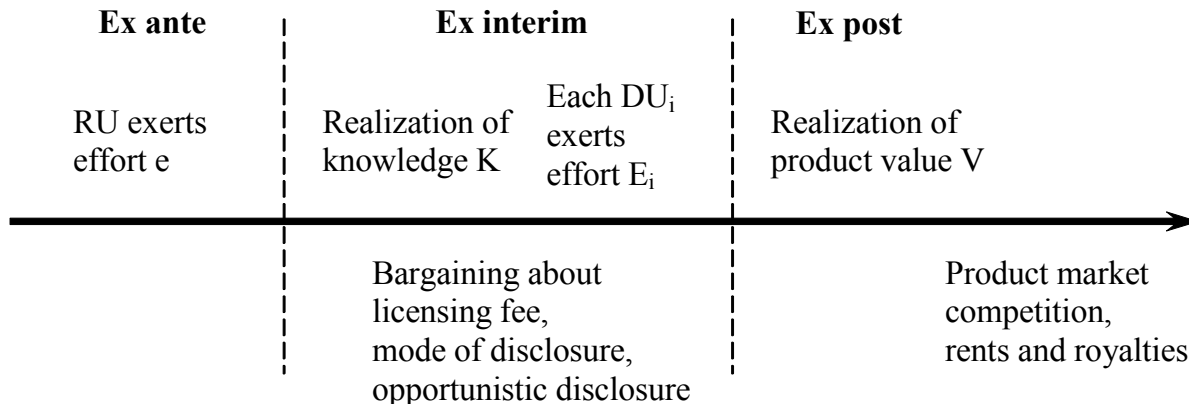 Ex ante
Ex interim
Ex post
RU exerts
effort e
Realization of
knowledge K
Each DUi
exerts
effort Ei
Realization of
product value V
Bargaining about
licensing fee,
mode of disclosure,
opportunistic disclosure
Product market
competition,
rents and royalties